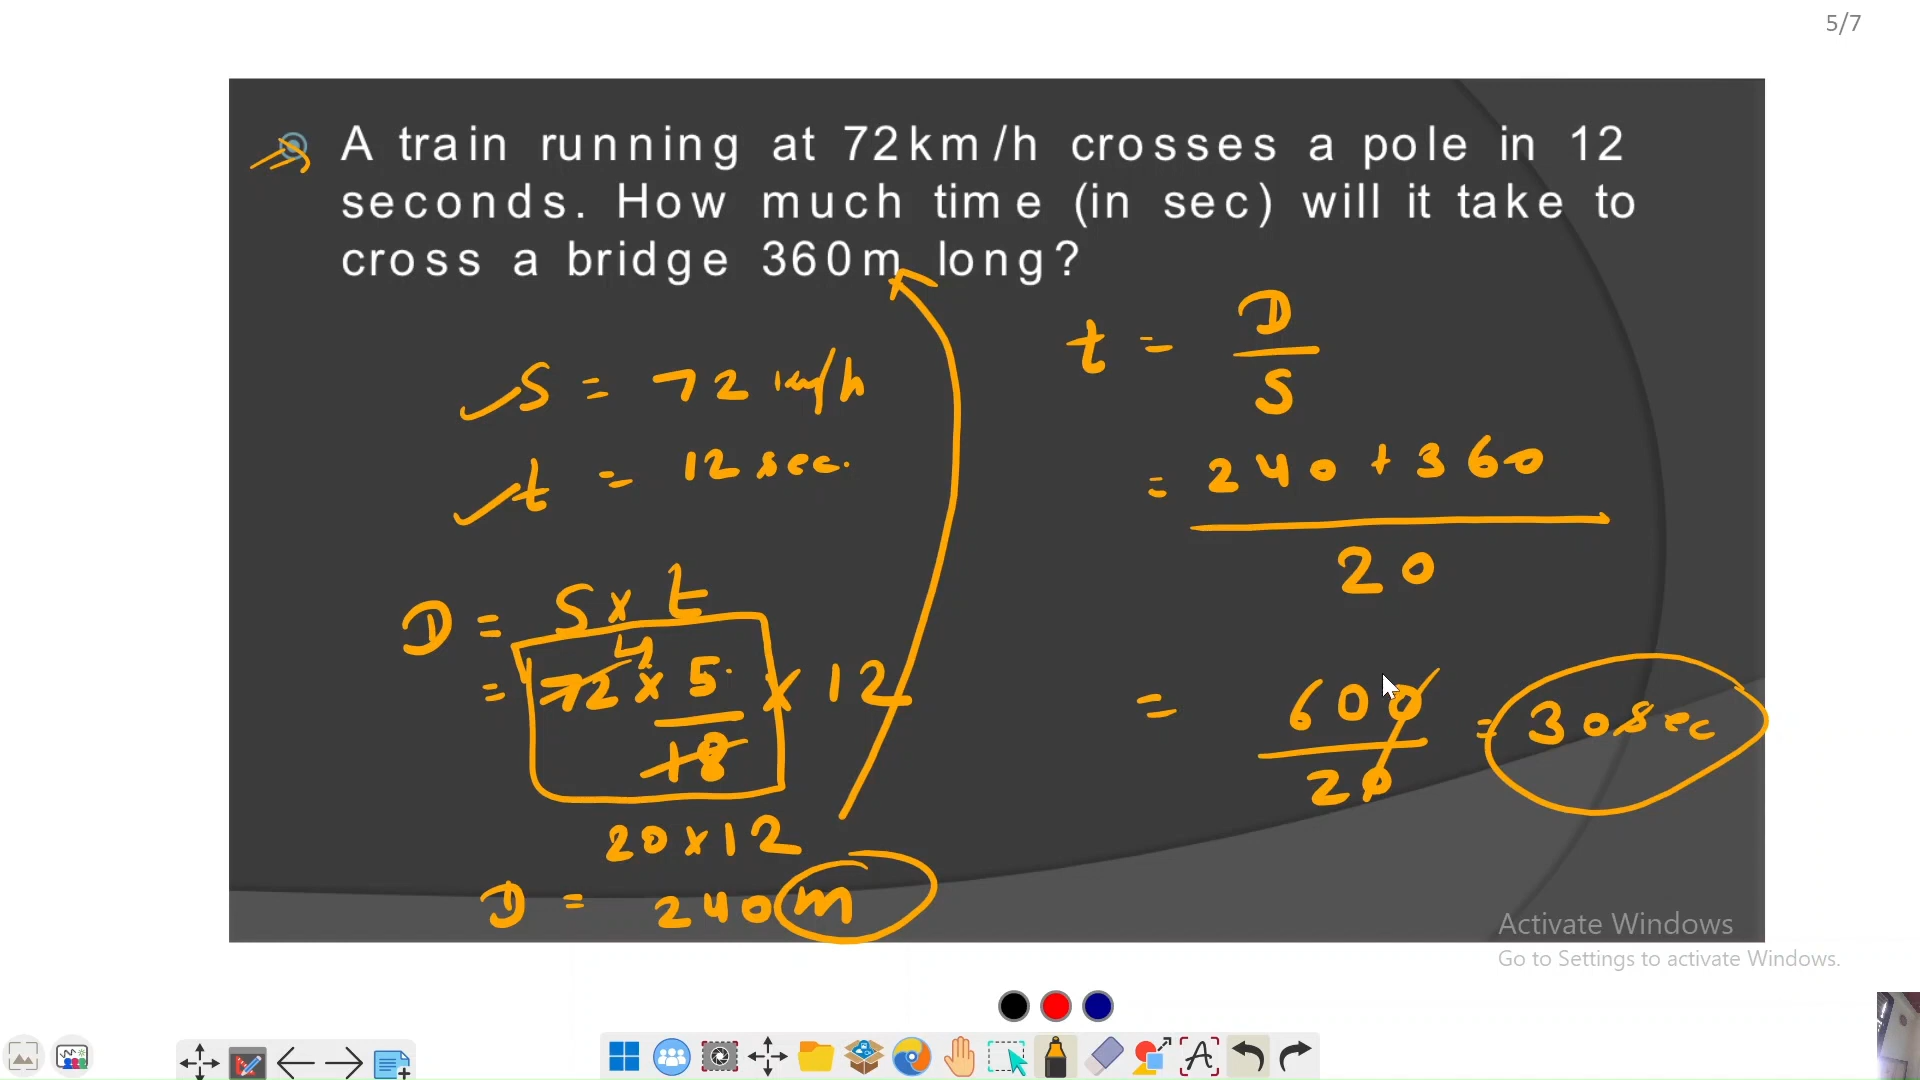 5/7
A train running at 72km/h crosses a pole in 12
seconds. How much time (in sec) will it take to
cross a bridge 360m long?
S = 72 km/h
t = 12 sec.
D = S x t
= 72 x 5 x 12
4
18
20 x 12
D = 240 m
t = D
S
= 240 + 360
20
= 600 = 30 sec
20
Activate Windows
Go to Settings to activate Windows.